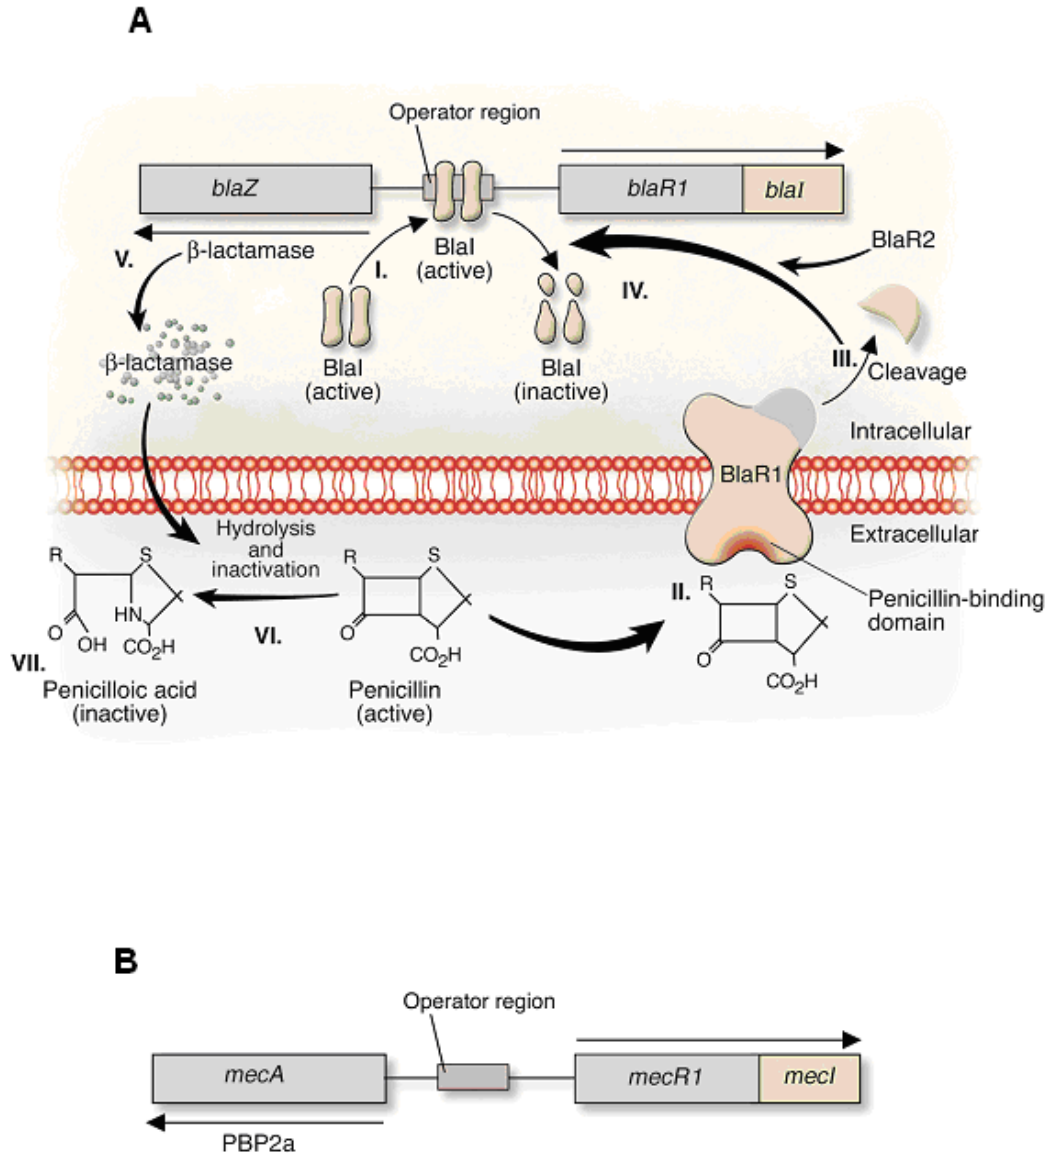 A
Operator region
blaZ
blaR1
blaI
BlaI
(active)
BlaR2
V.
β-lactamase
I.
IV.
β-lactamase
BlaI
(active)
BlaI
(inactive)
III.
Cleavage
Intracellular
BlaR1
Extracellular
Hydrolysis
and
inactivation
R
S
HN
O
OH
CO2H
R
S
O
CO2H
VI.
II.
R
S
O
CO2H
Penicillin-binding
domain
VII.
Penicilloic acid
(inactive)
Penicillin
(active)
B
Operator region
mecA
mecR1
mecI
PBP2a